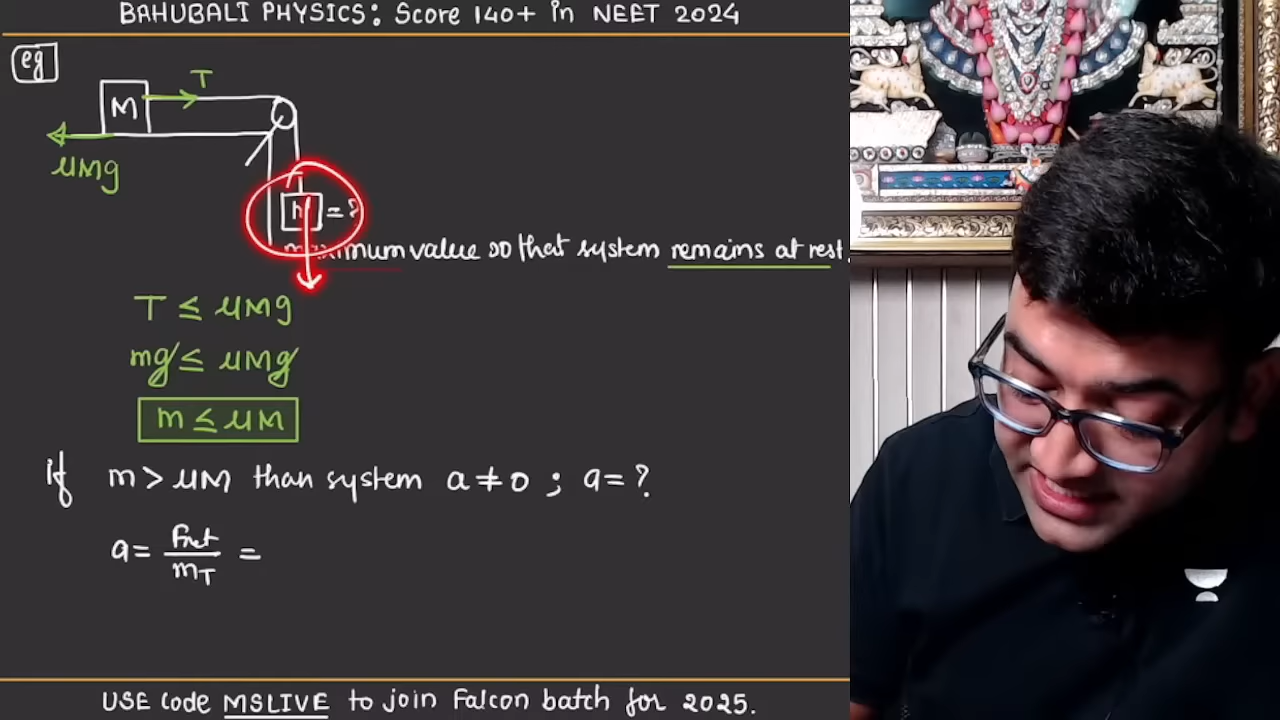 BAHUBALI PHYSICS: Score 140+ in NEET 2024
eg
T
M
μMg
m = ?
maximum value so that system remains at rest.
T ≤ μMg
mg ≤ μMg
m ≤ μM
if m > μM than system a ≠ 0 ; a = ?
a = Fnet / mT =
USE Code MSLIVE to join Falcon batch for 2025.